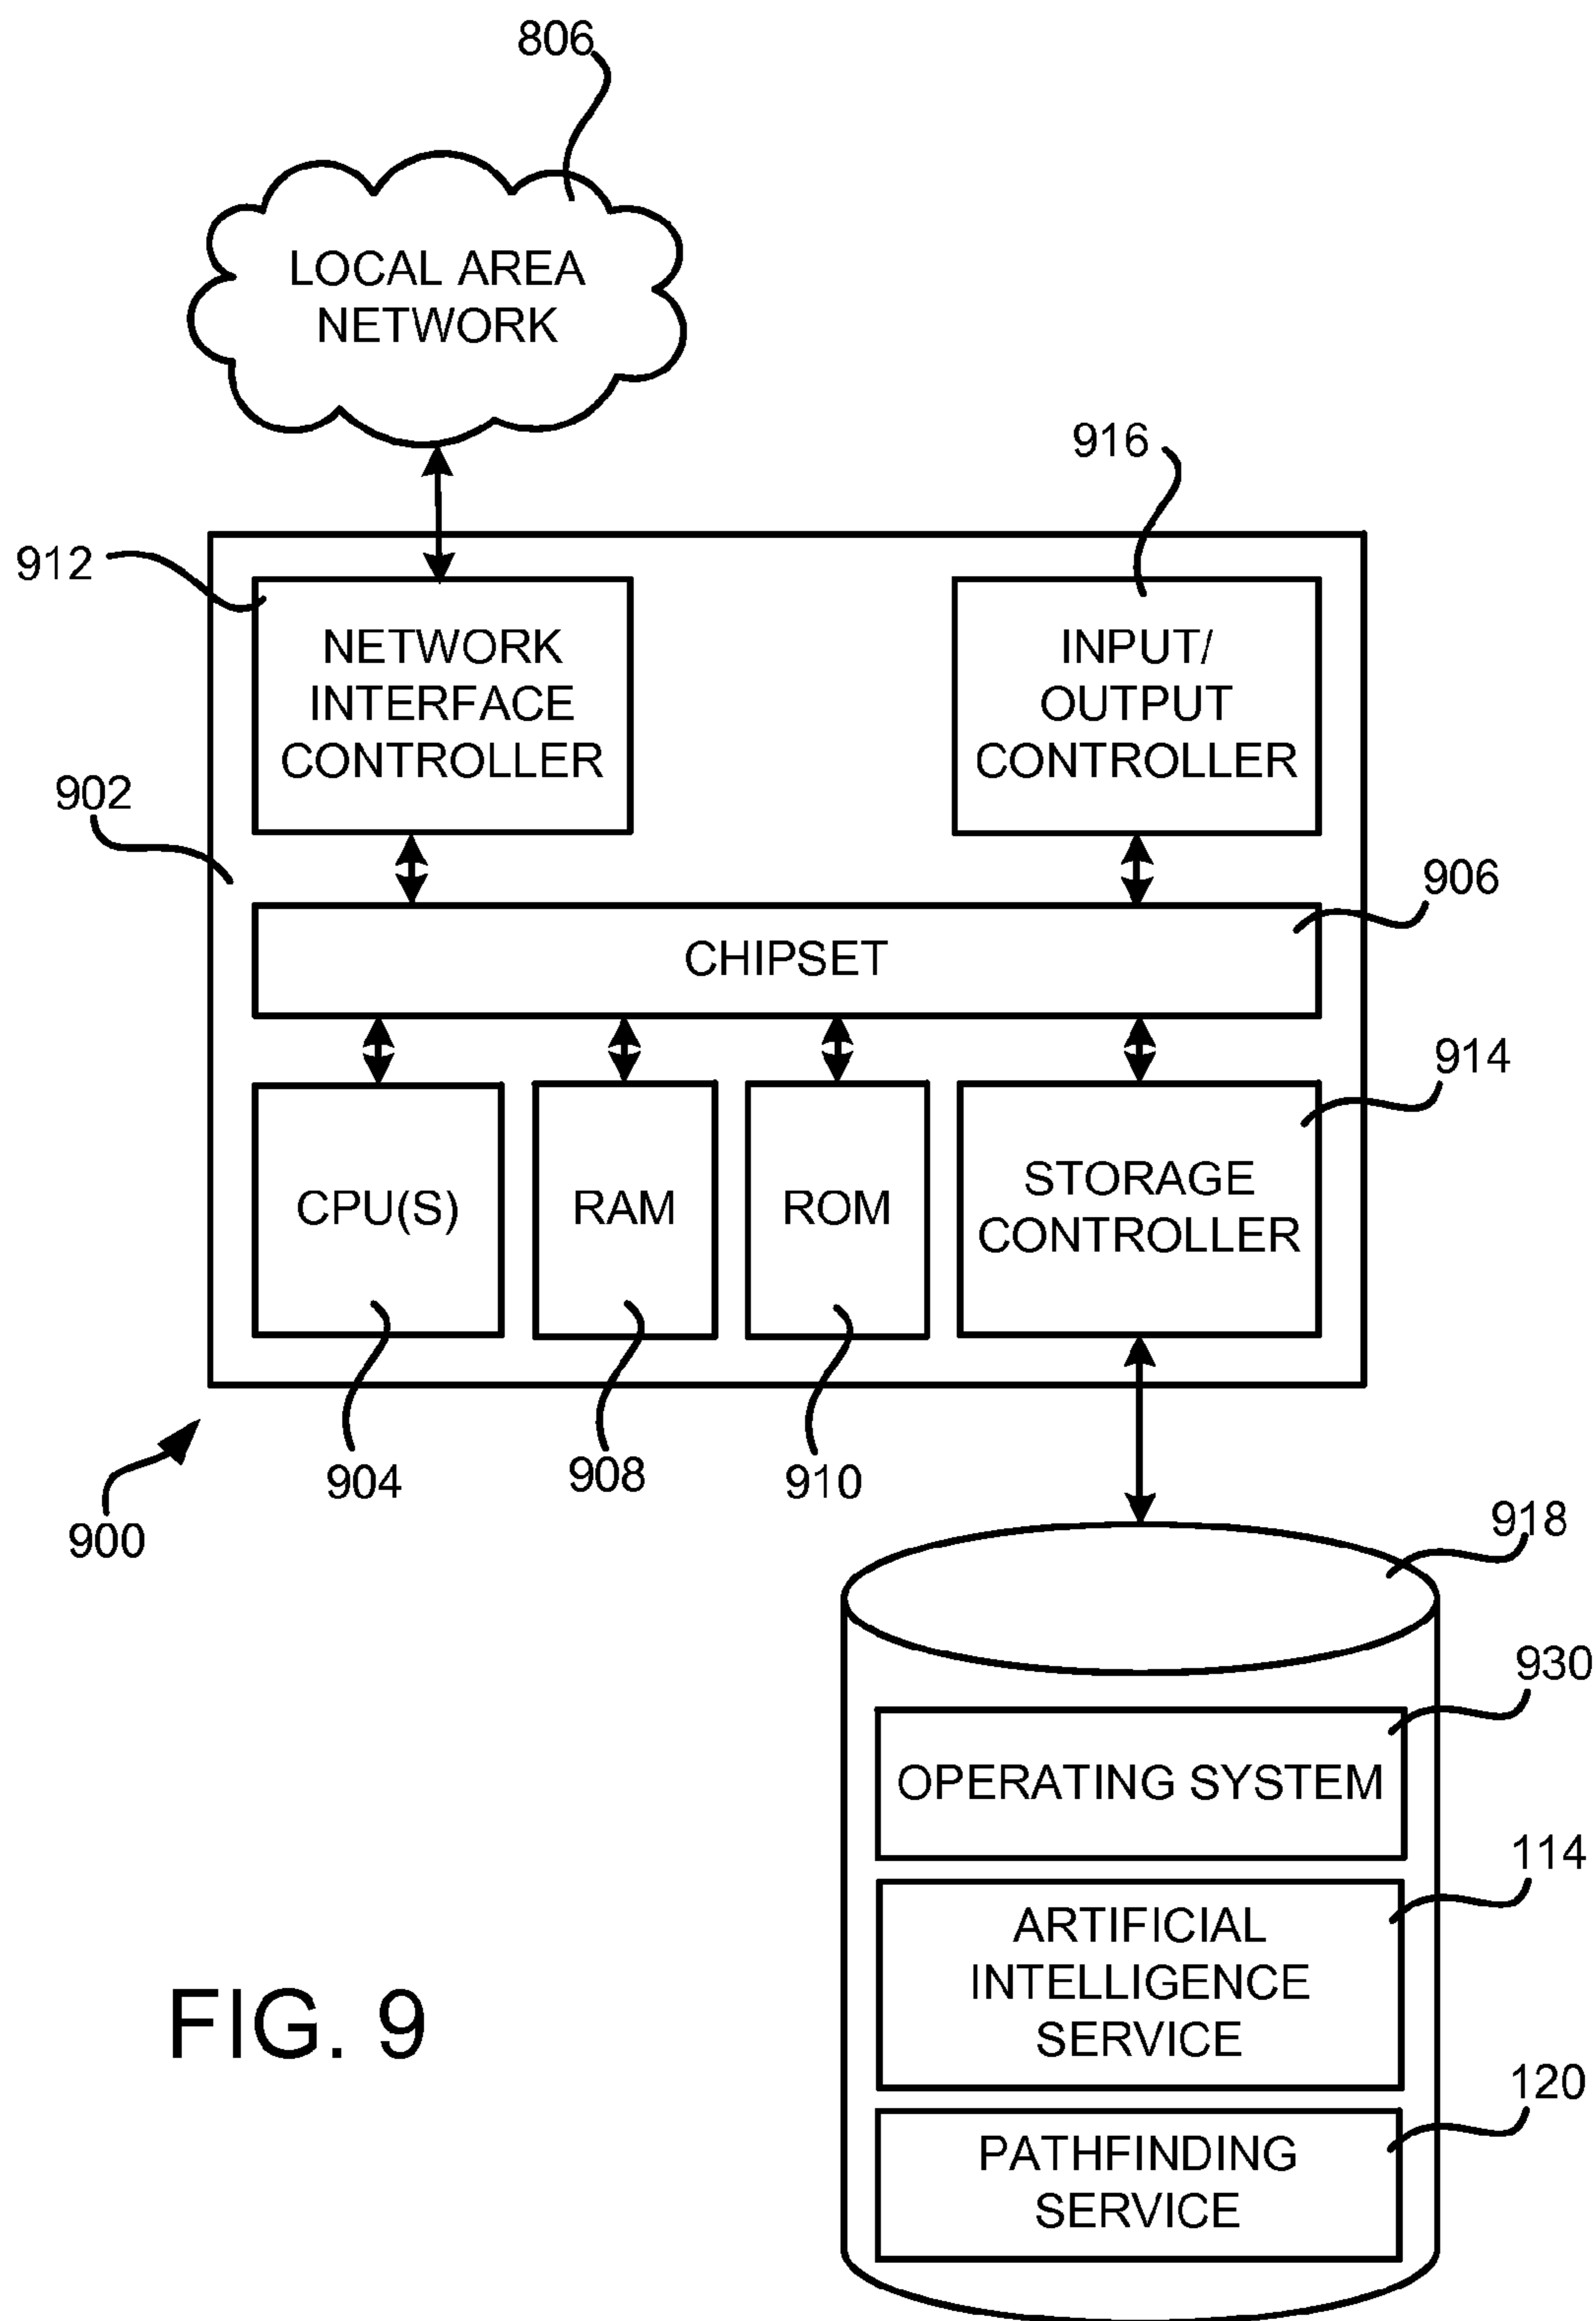 806
LOCAL AREA
NETWORK
916
912
NETWORK
INTERFACE
CONTROLLER
INPUT/
OUTPUT
CONTROLLER
902
906
CHIPSET
914
CPU(S)
RAM
ROM
STORAGE
CONTROLLER
904
908
910
900
918
930
OPERATING SYSTEM
114
ARTIFICIAL
INTELLIGENCE
SERVICE
FIG. 9
120
PATHFINDING
SERVICE